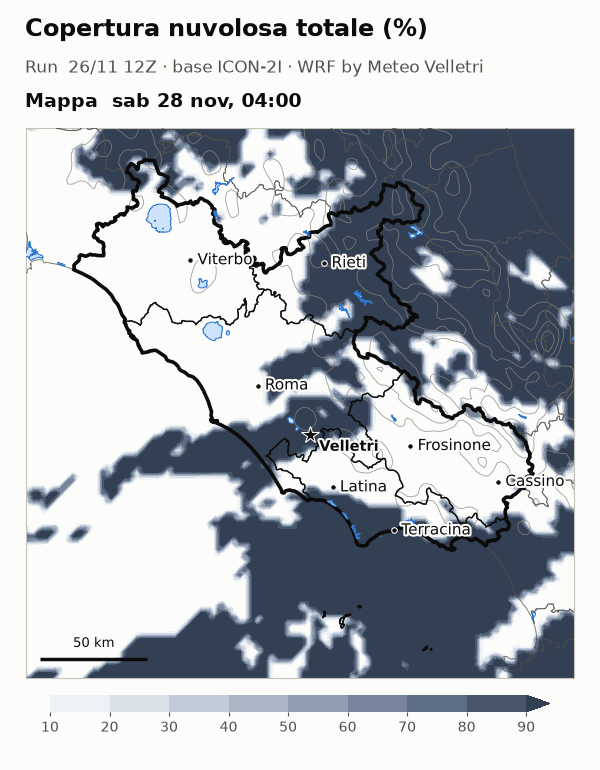 Copertura nuvolosa totale (%)
Run 26/11 12Z · base ICON-2I · WRF by Meteo Velletri
Mappa sab 28 nov, 04:00
Viterbo
Rieti
Roma
Velletri
Frosinone
Cassino
Latina
Terracina
50 km
10 20 30 40 50 60 70 80 90